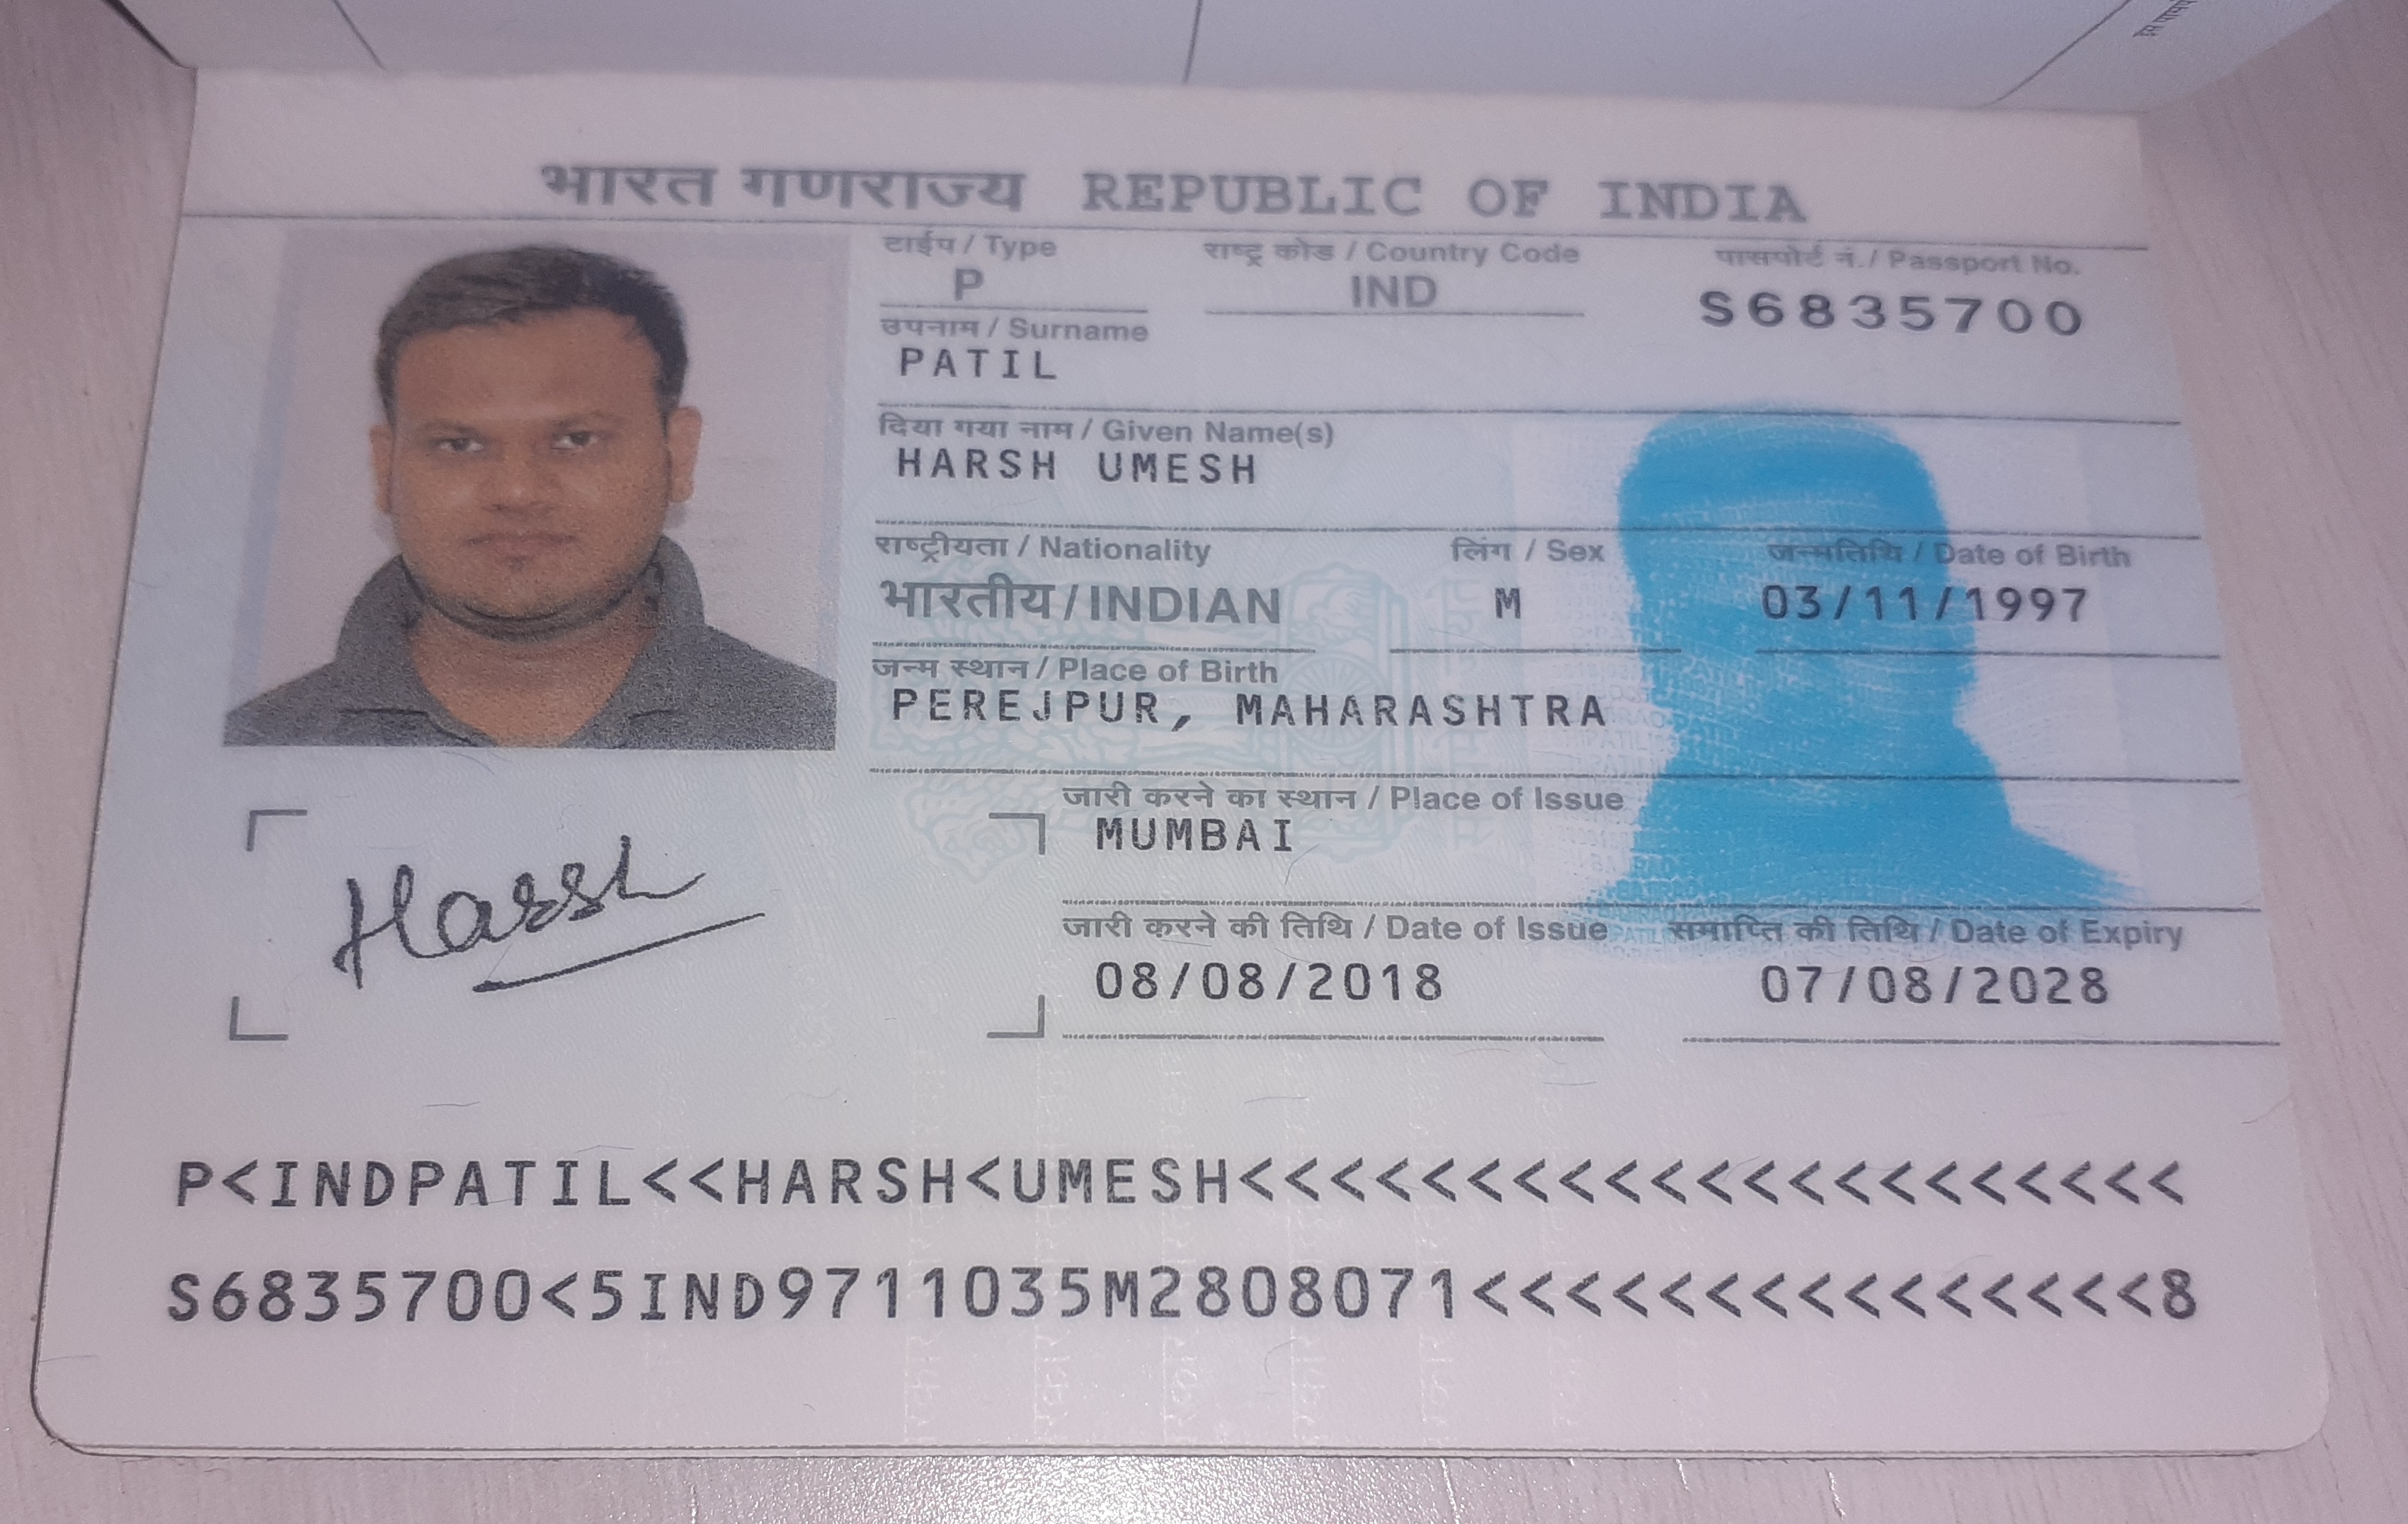 भारत गणराज्य REPUBLIC OF INDIA
टाईप / Type
P
राष्ट्र कोड / Country Code
IND
पासपोर्ट नं. / Passport No.
S6835700
उपनाम / Surname
PATIL
दिया गया नाम / Given Name(s)
HARSH UMESH
राष्ट्रीयता / Nationality
भारतीय / INDIAN
लिंग / Sex
M
जन्मतिथि / Date of Birth
03/11/1997
जन्म स्थान / Place of Birth
PEREJPUR, MAHARASHTRA
जारी करने का स्थान / Place of Issue
MUMBAI
Harsh
जारी करने की तिथि / Date of Issue
08/08/2018
समाप्ति की तिथि / Date of Expiry
07/08/2028
P<INDPATIL<<HARSH<UMESH<<<<<<<<<<<<<<<<<<<<<
S6835700<5IND9711035M2808071<<<<<<<<<<<<<<<8